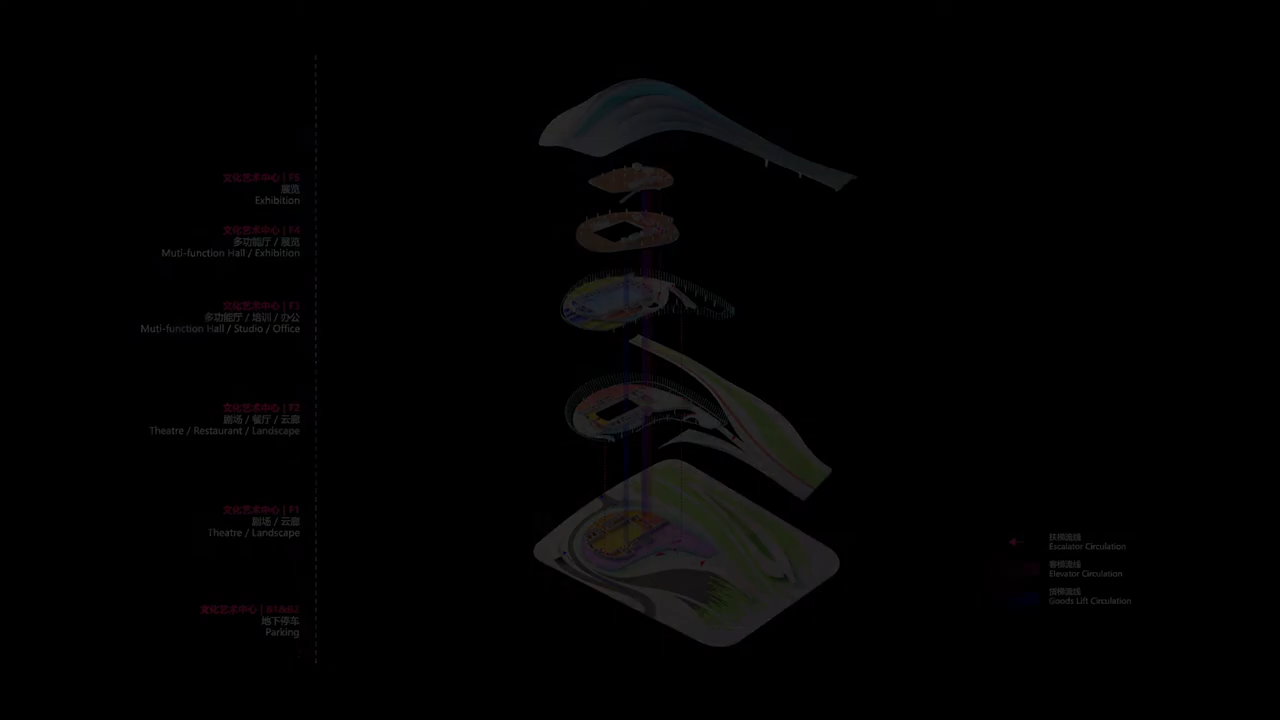 文化艺术中心 | F5
展览
Exhibition
文化艺术中心 | F4
多功能厅 / 展览
Muti-function Hall / Exhibition
文化艺术中心 | F3
多功能厅 / 培训 / 办公
Muti-function Hall / Studio / Office
文化艺术中心 | F2
剧场 / 餐厅 / 云廊
Theatre / Restaurant / Landscape
文化艺术中心 | F1
剧场 / 云廊
Theatre / Landscape
文化艺术中心 | B1&B2
地下停车
Parking
扶梯流线
Escalator Circulation
客梯流线
Elevator Circulation
货梯流线
Goods Lift Circulation